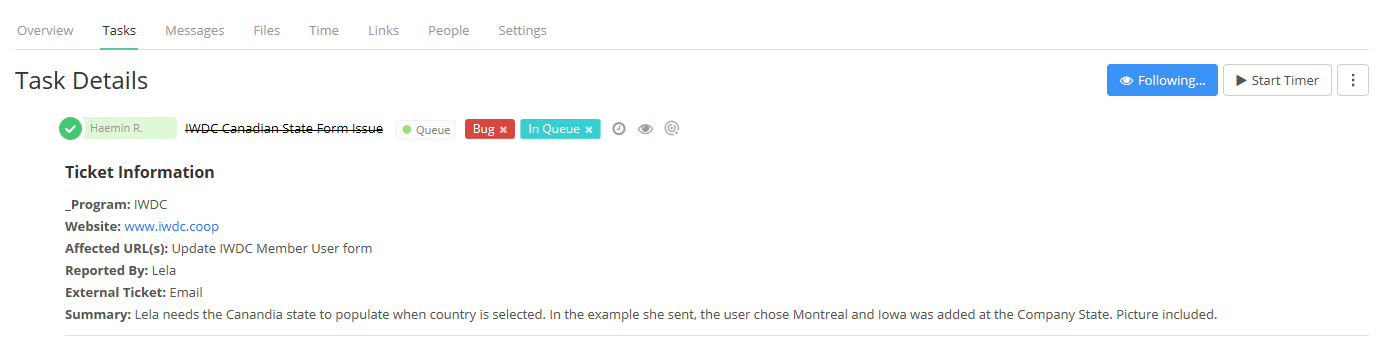 Overview Tasks Messages Files Time Links People Settings
Task Details Following... Start Timer
Haemin R. IWDC Canadian State Form Issue Queue Bug × In Queue ×
Ticket Information
_Program: IWDC
Website: www.iwdc.coop
Affected URL(s): Update IWDC Member User form
Reported By: Lela
External Ticket: Email
Summary: Lela needs the Canandia state to populate when country is selected. In the example she sent, the user chose Montreal and Iowa was added at the Company State. Picture included.